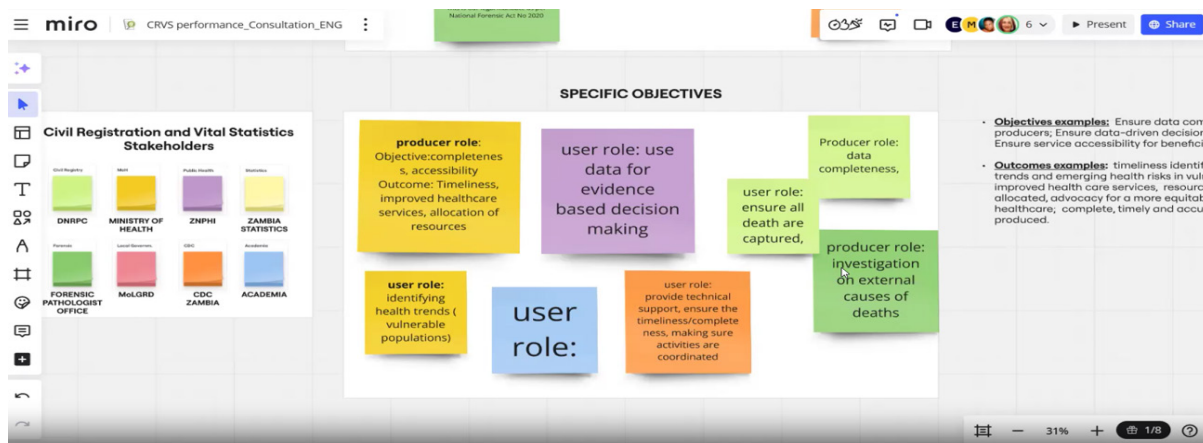 National Forensic Act No 2020
miro
CRVS performance_Consultation_ENG
6
Present
Share
SPECIFIC OBJECTIVES
Civil Registration and Vital Statistics
Stakeholders
Civil Registry
MoH
Public Health
Statistics
DNRPC
MINISTRY OF
HEALTH
ZNPHI
ZAMBIA
STATISTICS
Forensic
Local Governm.
CDC
Academia
FORENSIC
PATHOLOGIST
OFFICE
MoLGRD
CDC
ZAMBIA
ACADEMIA
producer role:
Objective:completenes
s, accessibility
Outcome: Timeliness,
improved healthcare
services, allocation of
resources
user role: use
data for
evidence
based decision
making
Producer role:
data
completeness,
user role:
ensure all
death are
captured,
producer role:
investigation
on external
causes of
deaths
user role:
identifying
health trends (
vulnerable
populations)
user
role:
user role:
provide technical
support, ensure the
timeliness/complete
ness, making sure
activities are
coordinated
Objectives examples: Ensure data com
producers; Ensure data-driven decision
Ensure service accessibility for benefici
Outcomes examples: timeliness identif
trends and emerging health risks in vul
improved health care services, resourc
allocated, advocacy for a more equitab
healthcare; complete, timely and accu
produced.
31%
1/8